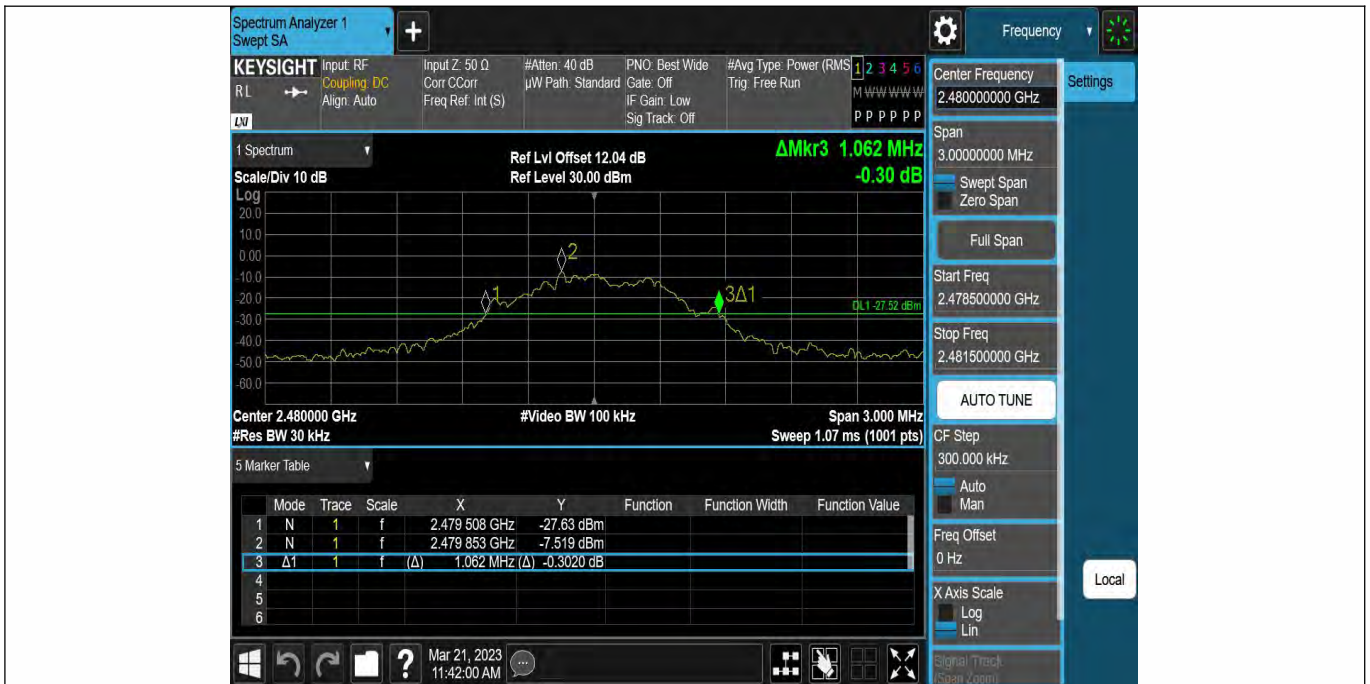 Spectrum Analyzer 1
Swept SA
+
Frequency
KEYSIGHT
RL
LXI
Input: RF
Coupling: DC
Align: Auto
Input Z: 50 Ω
Corr CCorr
Freq Ref: Int (S)
#Atten: 40 dB
µW Path: Standard
PNO: Best Wide
Gate: Off
IF Gain: Low
Sig Track: Off
#Avg Type: Power (RMS
Trig: Free Run
1 2 3 4 5 6
M W W W W W
P P P P P P
1 Spectrum
Scale/Div 10 dB
Ref Lvl Offset 12.04 dB
Ref Level 30.00 dBm
ΔMkr3 1.062 MHz
-0.30 dB
Log
20.0
10.0
0.00
-10.0
-20.0
-30.0
-40.0
-50.0
-60.0
1
2
3Δ1
DL1 -27.52 dBm
Center 2.480000 GHz
#Res BW 30 kHz
#Video BW 100 kHz
Span 3.000 MHz
Sweep 1.07 ms (1001 pts)
5 Marker Table
Mode Trace Scale X Y Function Function Width Function Value
1 N 1 f 2.479 508 GHz -27.63 dBm
2 N 1 f 2.479 853 GHz -7.519 dBm
3 Δ1 1 f (Δ) 1.062 MHz (Δ) -0.3020 dB
4
5
6
?
Mar 21, 2023
11:42:00 AM
Center Frequency
2.480000000 GHz
Settings
Span
3.00000000 MHz
Swept Span
Zero Span
Full Span
Start Freq
2.478500000 GHz
Stop Freq
2.481500000 GHz
AUTO TUNE
CF Step
300.000 kHz
Auto
Man
Freq Offset
0 Hz
X Axis Scale
Log
Lin
Local
Signal Track
(Span Zoom)